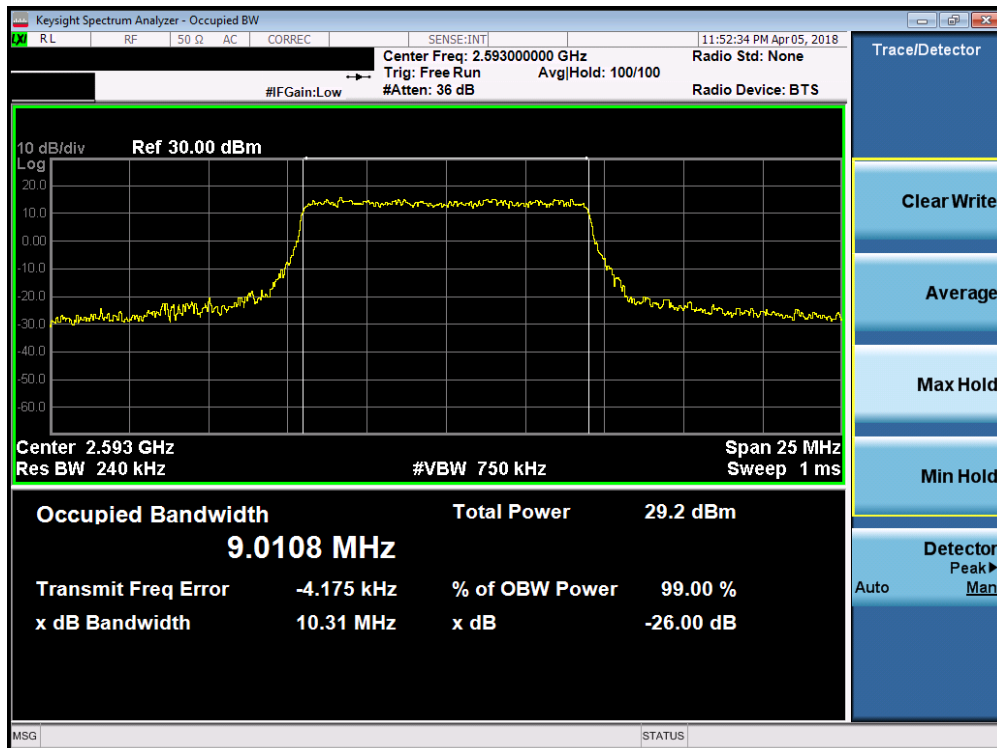 Keysight Spectrum Analyzer - Occupied BW
LXI RL RF 50 Ω AC CORREC SENSE:INT 11:52:34 PM Apr 05, 2018
Center Freq: 2.593000000 GHz Radio Std: None
Trig: Free Run Avg|Hold: 100/100
#IFGain:Low #Atten: 36 dB Radio Device: BTS
10 dB/div Ref 30.00 dBm
Log
20.0
10.0
0.00
-10.0
-20.0
-30.0
-40.0
-50.0
-60.0
Center 2.593 GHz Span 25 MHz
Res BW 240 kHz #VBW 750 kHz Sweep 1 ms
Occupied Bandwidth Total Power 29.2 dBm
9.0108 MHz
Transmit Freq Error -4.175 kHz % of OBW Power 99.00 %
x dB Bandwidth 10.31 MHz x dB -26.00 dB
MSG STATUS
Trace/Detector
Clear Write
Average
Max Hold
Min Hold
Detector
Peak▶
Auto Man